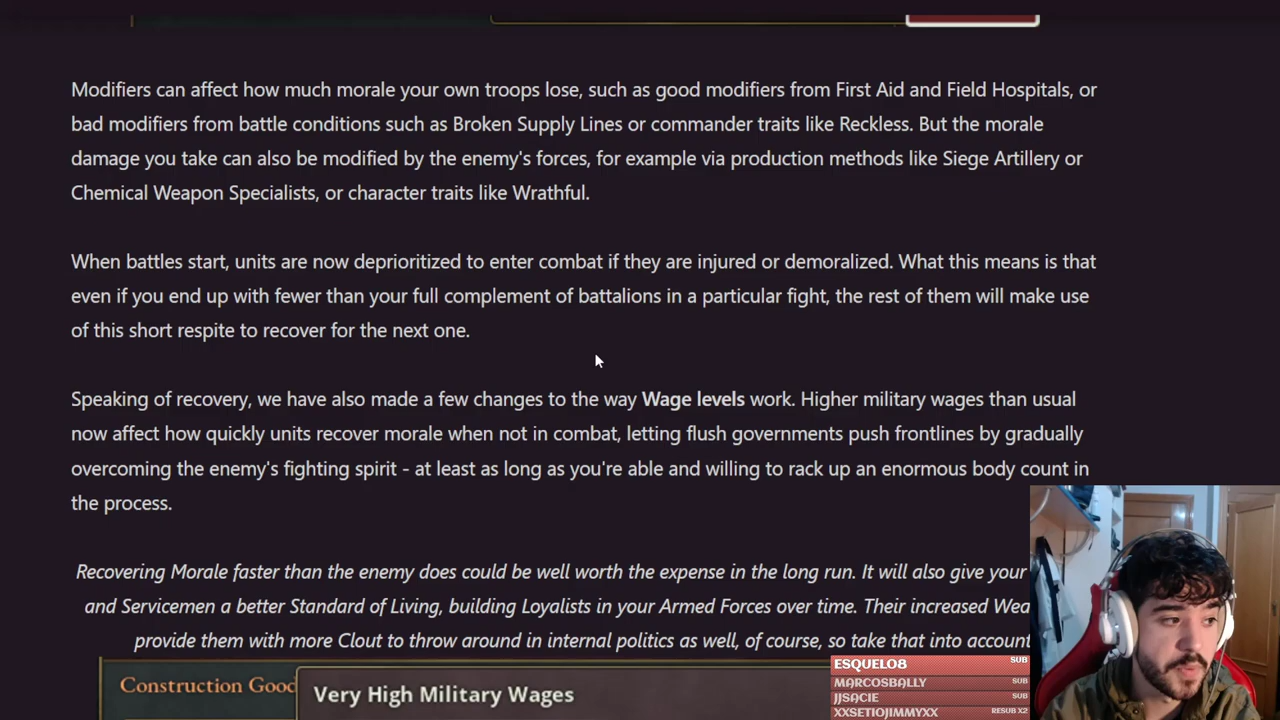 Modifiers can affect how much morale your own troops lose, such as good modifiers from First Aid and Field Hospitals, or
bad modifiers from battle conditions such as Broken Supply Lines or commander traits like Reckless. But the morale
damage you take can also be modified by the enemy's forces, for example via production methods like Siege Artillery or
Chemical Weapon Specialists, or character traits like Wrathful.
When battles start, units are now deprioritized to enter combat if they are injured or demoralized. What this means is that
even if you end up with fewer than your full complement of battalions in a particular fight, the rest of them will make use
of this short respite to recover for the next one.
Speaking of recovery, we have also made a few changes to the way Wage levels work. Higher military wages than usual
now affect how quickly units recover morale when not in combat, letting flush governments push frontlines by gradually
overcoming the enemy's fighting spirit - at least as long as you're able and willing to rack up an enormous body count in
the process.
Recovering Morale faster than the enemy does could be well worth the expense in the long run. It will also give your
and Servicemen a better Standard of Living, building Loyalists in your Armed Forces over time. Their increased
provide them with more Clout to throw around in internal politics as well, of course, so take that into account
Construction
Very High Military Wages
ESQUELO8 SUB
MARCOSBALLY SUB
JJSACIE SUB
XXSETIOJIMMYXX RESUB X2